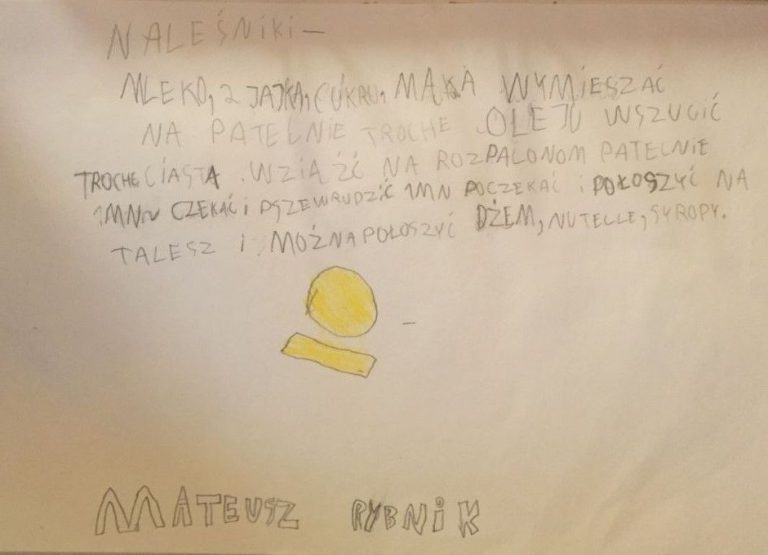 NALEŚNIKI –
MLEKO, 2 JAJKA, CUKRU, MĄKA WYMIESZAĆ
NA PATELNIE TROCHE OLEJU WSZUCIĆ
TROCHE CIASTA. WZIĄŹĆ NA ROZPALONOM PATELNIE
1MN CZEKAĆ I PSZEWRUDZIĆ 1MN POCZEKAĆ I POŁOSZYĆ NA
TALESZ I MOŻNA POŁOSZYĆ DŻEM, NUTELLE, SYROPY.
MATEUSZ RYBNIK